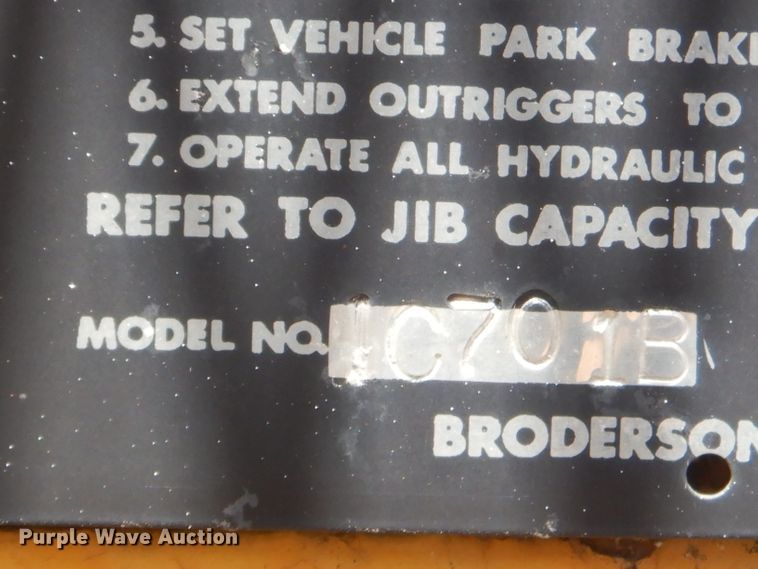 5. SET VEHICLE PARK BRAKE
6. EXTEND OUTRIGGERS TO
7. OPERATE ALL HYDRAULIC
REFER TO JIB CAPACITY
MODEL NO. IC701B
BRODERSON
Purple Wave Auction